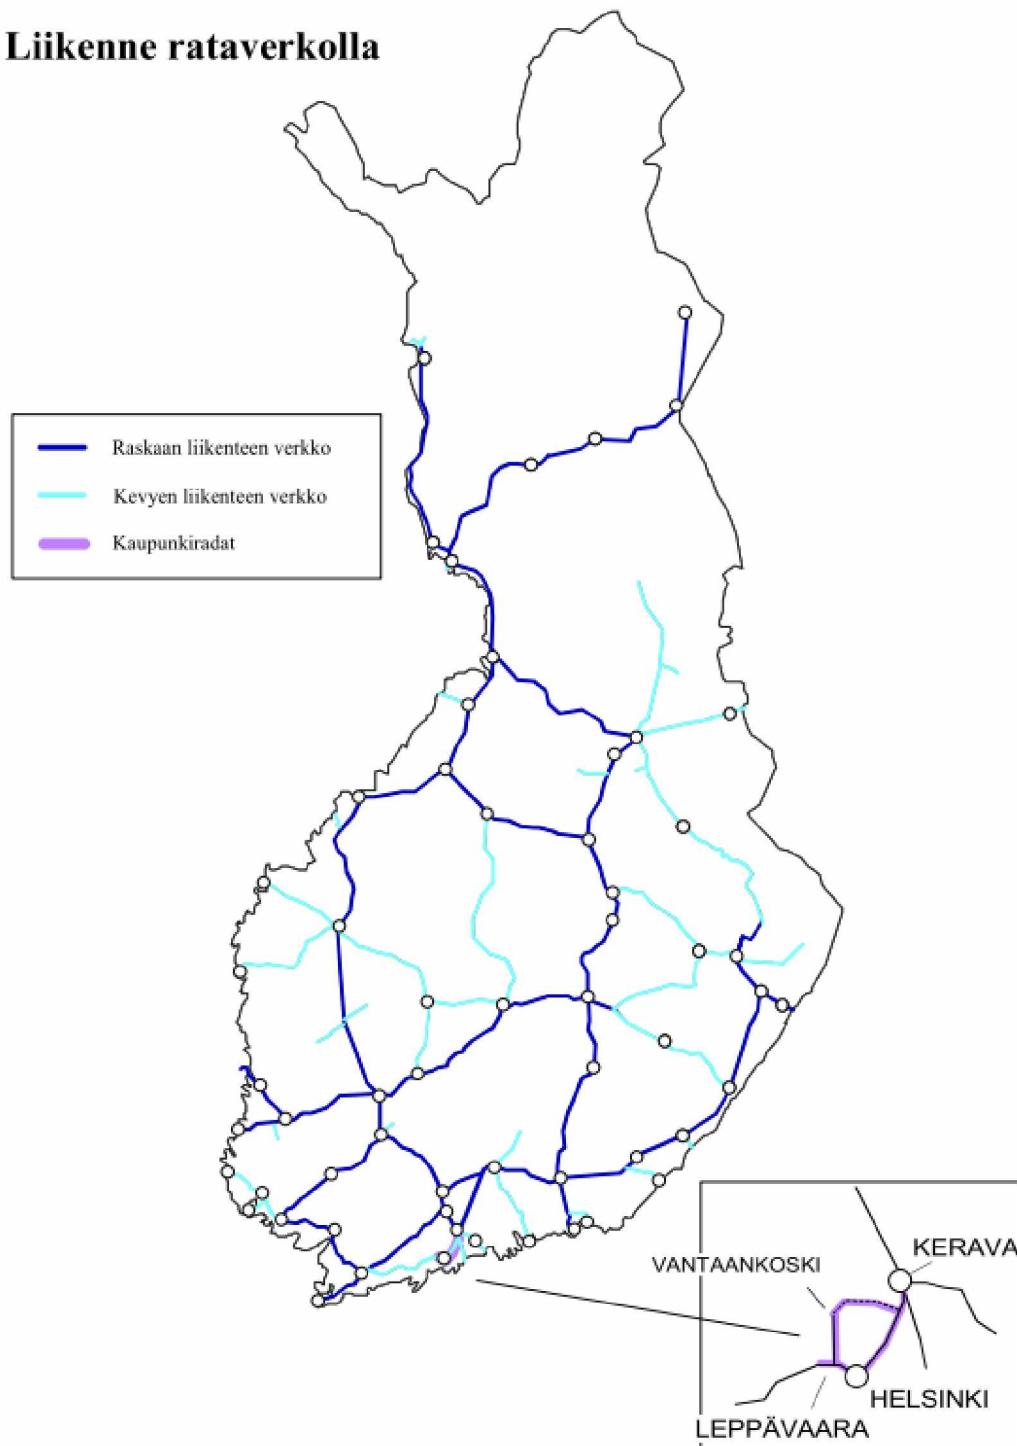 Liikenne rataverkolla
Raskaan liikenteen verkko
Kevyen liikenteen verkko
Kaupunkiradat
KERAVA
VANTAANKOSKI
HELSINKI
LEPPÄVAARA